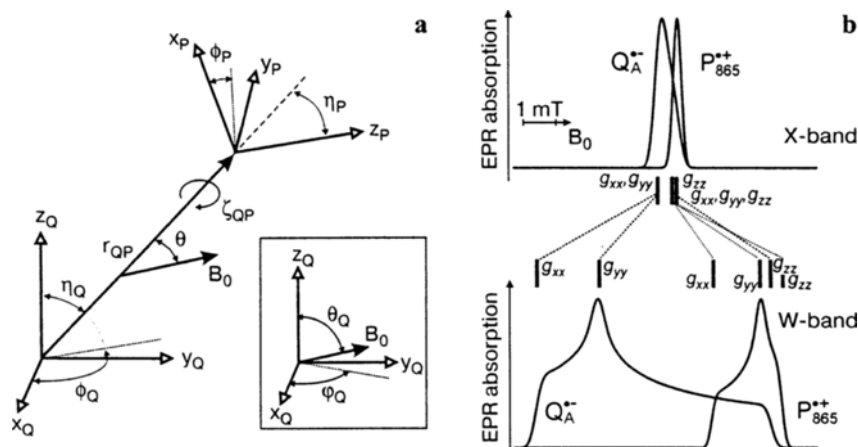 a
x_P
ϕ_P
y_P
η_P
z_P
ζ_QP
z_Q
r_QP
θ
η_Q
B_0
y_Q
ϕ_Q
x_Q
z_Q
θ_Q
B_0
y_Q
φ_Q
x_Q
b
EPR absorption
Q_A^•−
P_865^•+
1 mT
B_0
X-band
g_xx, g_yy
g_zz
g_xx, g_yy, g_zz
g_xx
g_yy
g_xx
g_yy
g_zz
g_zz
W-band
EPR absorption
Q_A^•−
P_865^•+